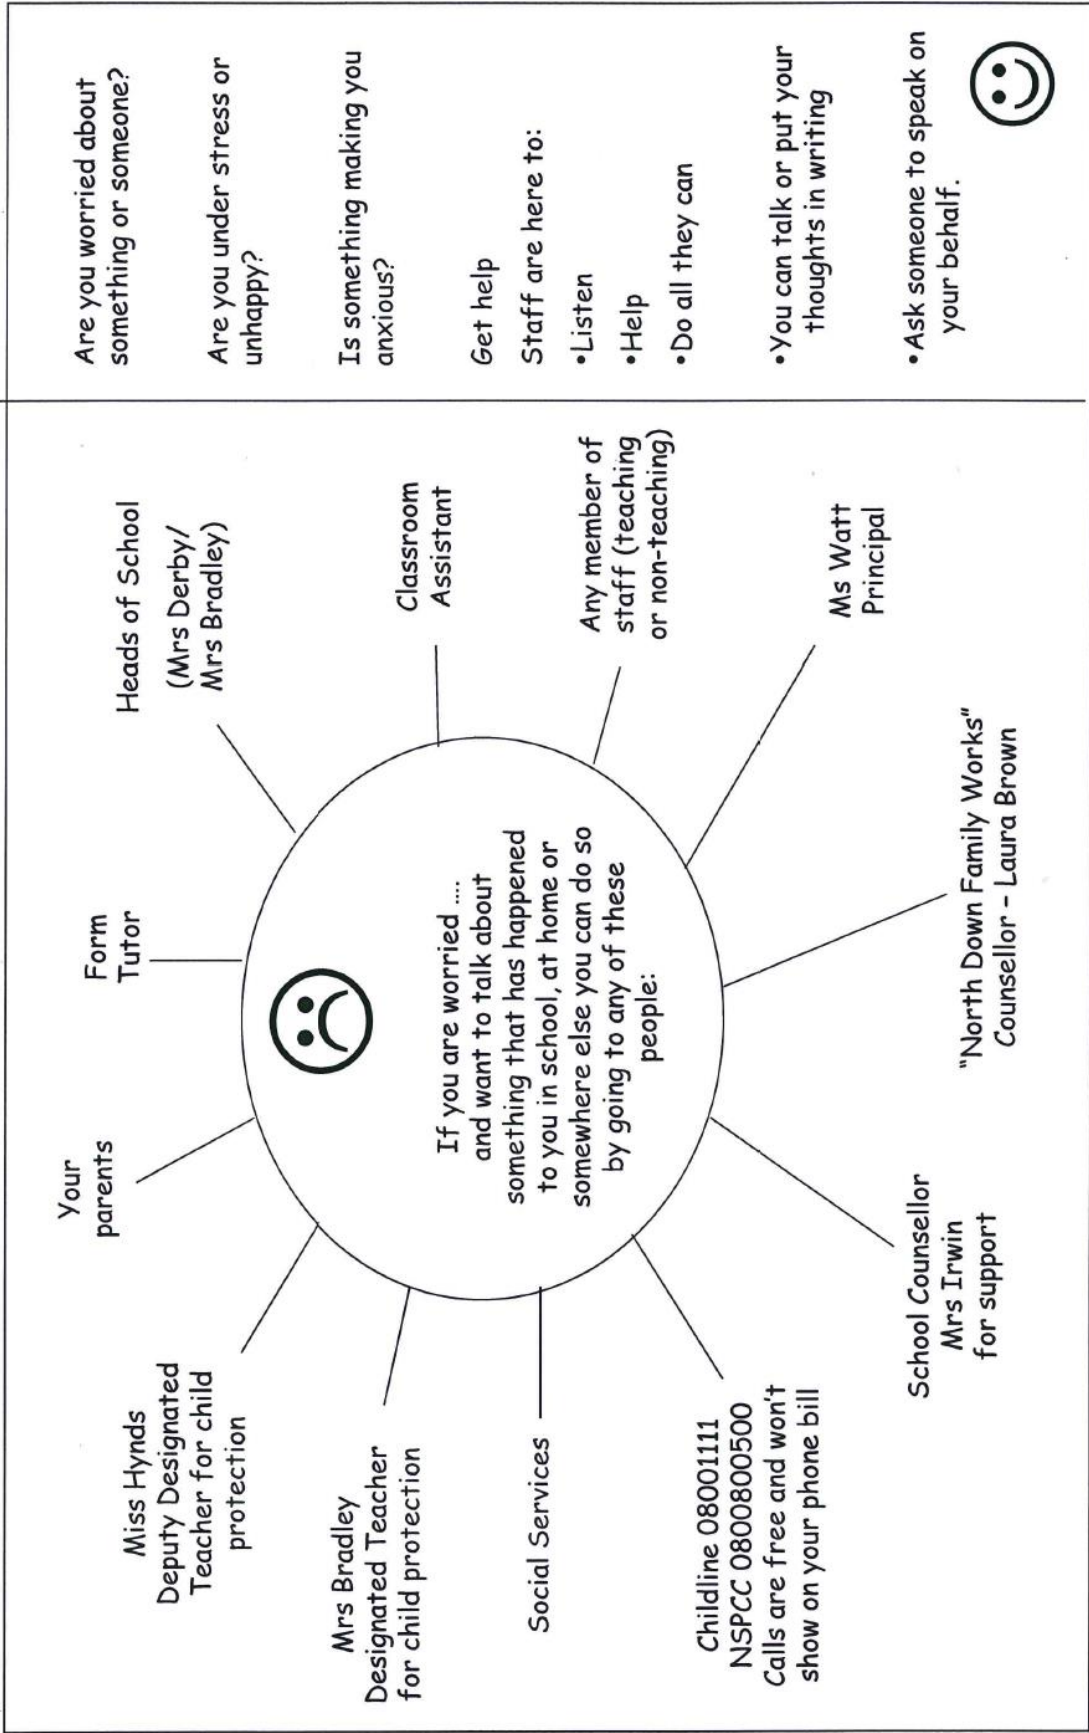 Form
Tutor
Heads of School
(Mrs Derby/
Mrs Bradley)
Classroom
Assistant
Any member of
staff (teaching
or non-teaching)
Ms Watt
Principal
"North Down Family Works"
Counsellor – Laura Brown
School Counsellor
Mrs Irwin
for support
Childline 08001111
NSPCC 0800800500
Calls are free and won't
show on your phone bill
Social Services
Mrs Bradley
Designated Teacher
for child protection
Miss Hynds
Deputy Designated
Teacher for child
protection
Your
parents
If you are worried ....
and want to talk about
something that has happened
to you in school, at home or
somewhere else you can do so
by going to any of these
people:
Are you worried about
something or someone?
Are you under stress or
unhappy?
Is something making you
anxious?
Get help
Staff are here to:
•Listen
•Help
•Do all they can
•You can talk or put your
thoughts in writing
•Ask someone to speak on
your behalf.